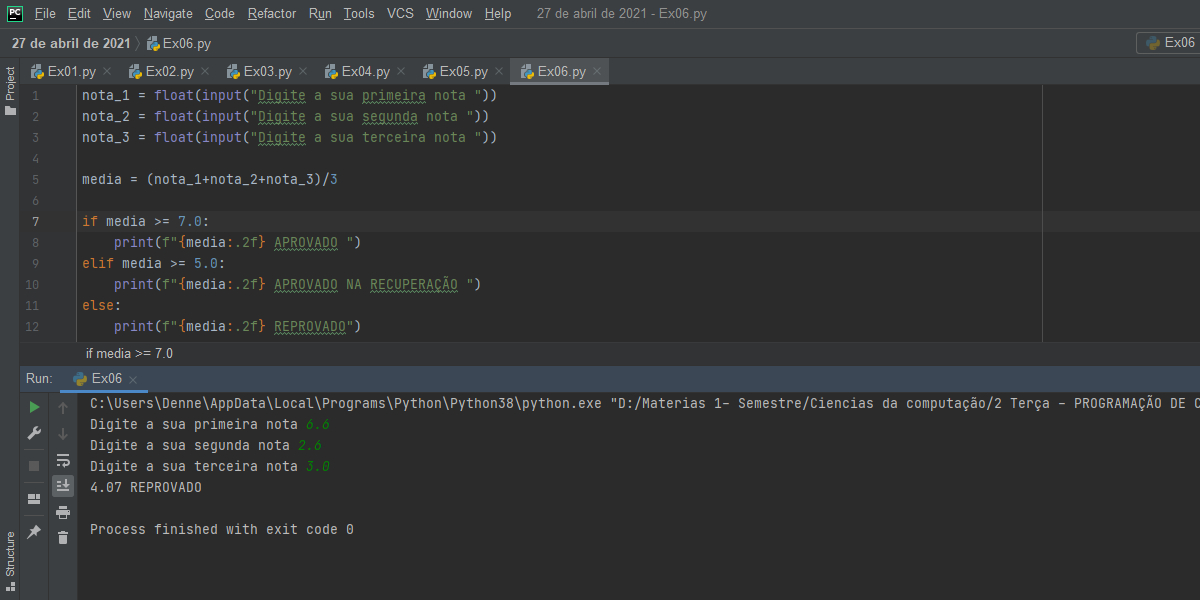 PC File Edit View Navigate Code Refactor Run Tools VCS Window Help 27 de abril de 2021 - Ex06.py
27 de abril de 2021 Ex06.py Ex06
Project
Ex01.py Ex02.py Ex03.py Ex04.py Ex05.py Ex06.py
1 nota_1 = float(input("Digite a sua primeira nota "))
2 nota_2 = float(input("Digite a sua segunda nota "))
3 nota_3 = float(input("Digite a sua terceira nota "))
4
5 media = (nota_1+nota_2+nota_3)/3
6
7 if media >= 7.0:
8     print(f"{media:.2f} APROVADO ")
9 elif media >= 5.0:
10     print(f"{media:.2f} APROVADO NA RECUPERAÇÃO ")
11 else:
12     print(f"{media:.2f} REPROVADO")
if media >= 7.0
Run: Ex06
C:\Users\Denne\AppData\Local\Programs\Python\Python38\python.exe "D:/Materias 1- Semestre/Ciencias da computação/2 Terça - PROGRAMAÇÃO DE C
Digite a sua primeira nota 6.6
Digite a sua segunda nota 2.6
Digite a sua terceira nota 3.0
4.07 REPROVADO
Process finished with exit code 0
Structure